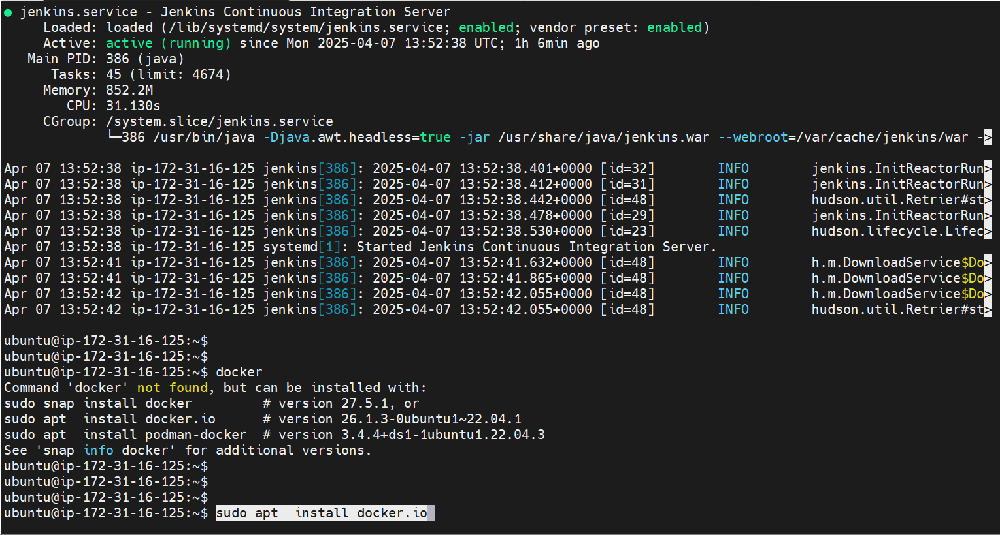 ● jenkins.service - Jenkins Continuous Integration Server
     Loaded: loaded (/lib/systemd/system/jenkins.service; enabled; vendor preset: enabled)
     Active: active (running) since Mon 2025-04-07 13:52:38 UTC; 1h 6min ago
   Main PID: 386 (java)
      Tasks: 45 (limit: 4674)
     Memory: 852.2M
        CPU: 31.130s
     CGroup: /system.slice/jenkins.service
             └─386 /usr/bin/java -Djava.awt.headless=true -jar /usr/share/java/jenkins.war --webroot=/var/cache/jenkins/war ->
Apr 07 13:52:38 ip-172-31-16-125 jenkins[386]: 2025-04-07 13:52:38.401+0000 [id=32]        INFO        jenkins.InitReactorRun>
Apr 07 13:52:38 ip-172-31-16-125 jenkins[386]: 2025-04-07 13:52:38.412+0000 [id=31]        INFO        jenkins.InitReactorRun>
Apr 07 13:52:38 ip-172-31-16-125 jenkins[386]: 2025-04-07 13:52:38.442+0000 [id=48]        INFO        hudson.util.Retrier#st>
Apr 07 13:52:38 ip-172-31-16-125 jenkins[386]: 2025-04-07 13:52:38.478+0000 [id=29]        INFO        jenkins.InitReactorRun>
Apr 07 13:52:38 ip-172-31-16-125 jenkins[386]: 2025-04-07 13:52:38.530+0000 [id=23]        INFO        hudson.lifecycle.Lifec>
Apr 07 13:52:38 ip-172-31-16-125 systemd[1]: Started Jenkins Continuous Integration Server.
Apr 07 13:52:41 ip-172-31-16-125 jenkins[386]: 2025-04-07 13:52:41.632+0000 [id=48]        INFO        h.m.DownloadService$Do>
Apr 07 13:52:41 ip-172-31-16-125 jenkins[386]: 2025-04-07 13:52:41.865+0000 [id=48]        INFO        h.m.DownloadService$Do>
Apr 07 13:52:42 ip-172-31-16-125 jenkins[386]: 2025-04-07 13:52:42.055+0000 [id=48]        INFO        h.m.DownloadService$Do>
Apr 07 13:52:42 ip-172-31-16-125 jenkins[386]: 2025-04-07 13:52:42.055+0000 [id=48]        INFO        hudson.util.Retrier#st>
ubuntu@ip-172-31-16-125:~$
ubuntu@ip-172-31-16-125:~$
ubuntu@ip-172-31-16-125:~$ docker
Command 'docker' not found, but can be installed with:
sudo snap install docker         # version 27.5.1, or
sudo apt  install docker.io      # version 26.1.3-0ubuntu1~22.04.1
sudo apt  install podman-docker  # version 3.4.4+ds1-1ubuntu1.22.04.3
See 'snap info docker' for additional versions.
ubuntu@ip-172-31-16-125:~$
ubuntu@ip-172-31-16-125:~$
ubuntu@ip-172-31-16-125:~$
ubuntu@ip-172-31-16-125:~$ sudo apt  install docker.io